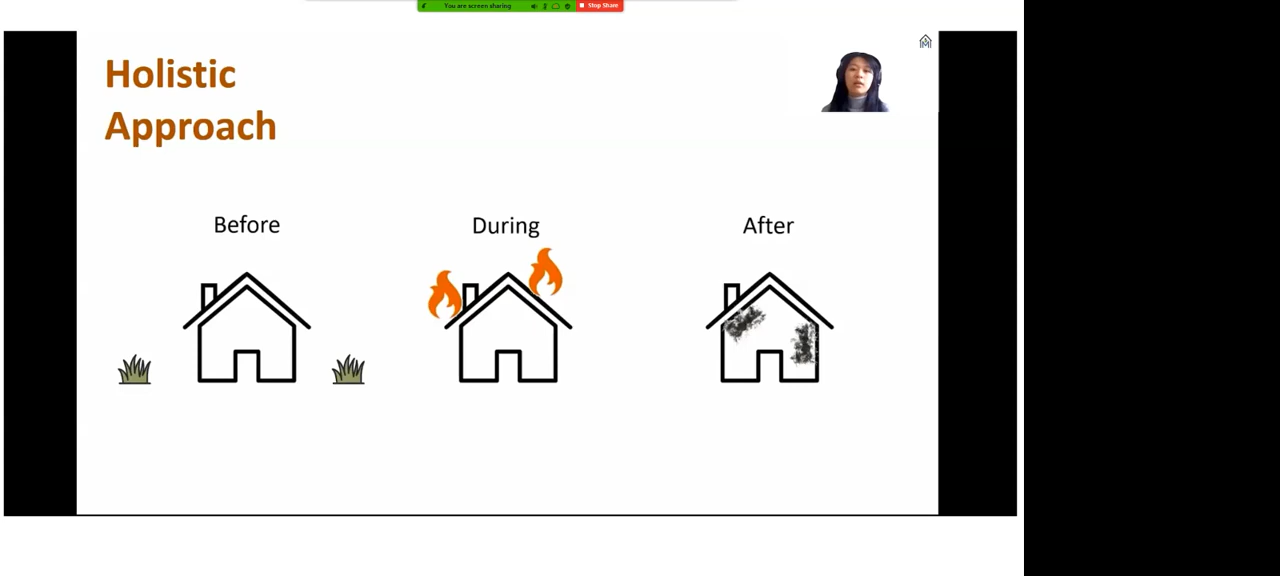 You are screen sharing
Stop Share
Holistic
Approach
Before
During
After